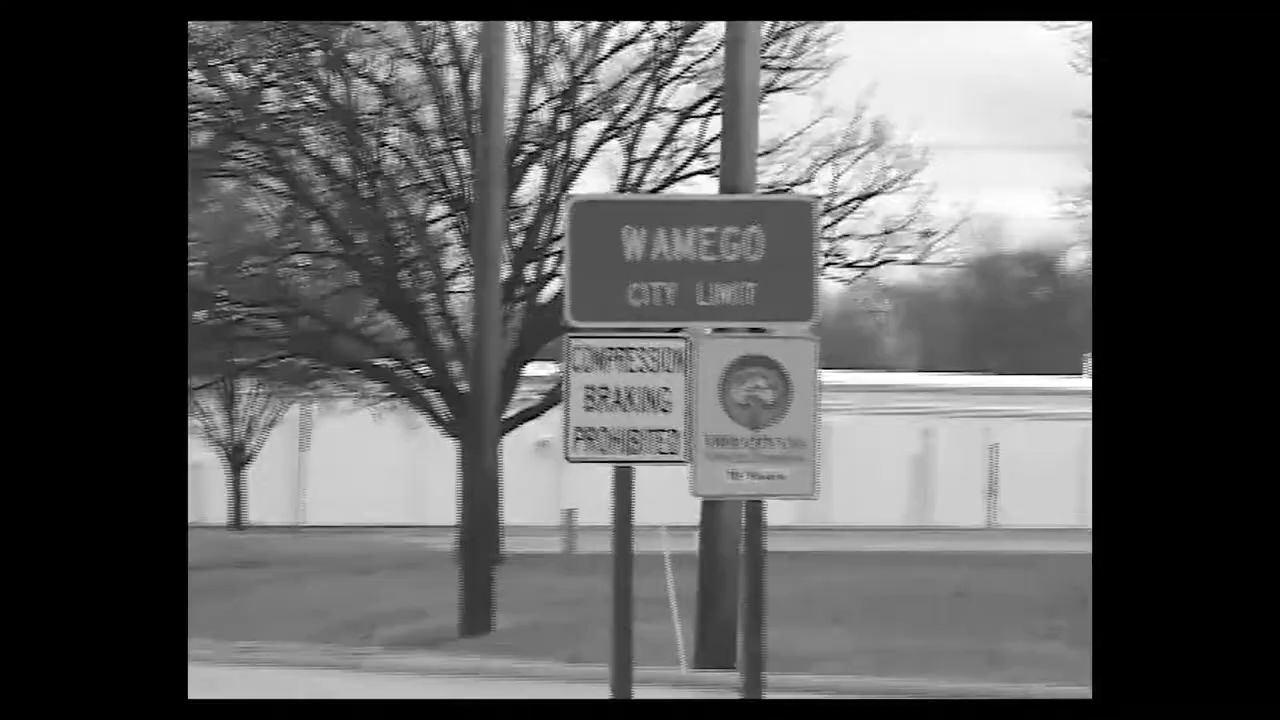 WAMEGO
CITY LIMIT
COMPRESSION
BRAKING
PROHIBITED